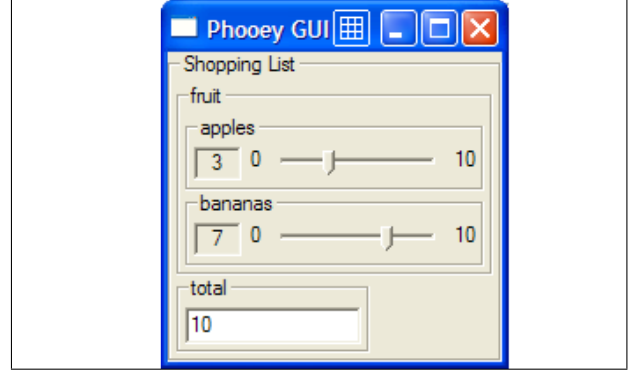 Phooey GUI
Shopping List
fruit
apples
3 0 10
bananas
7 0 10
total
10